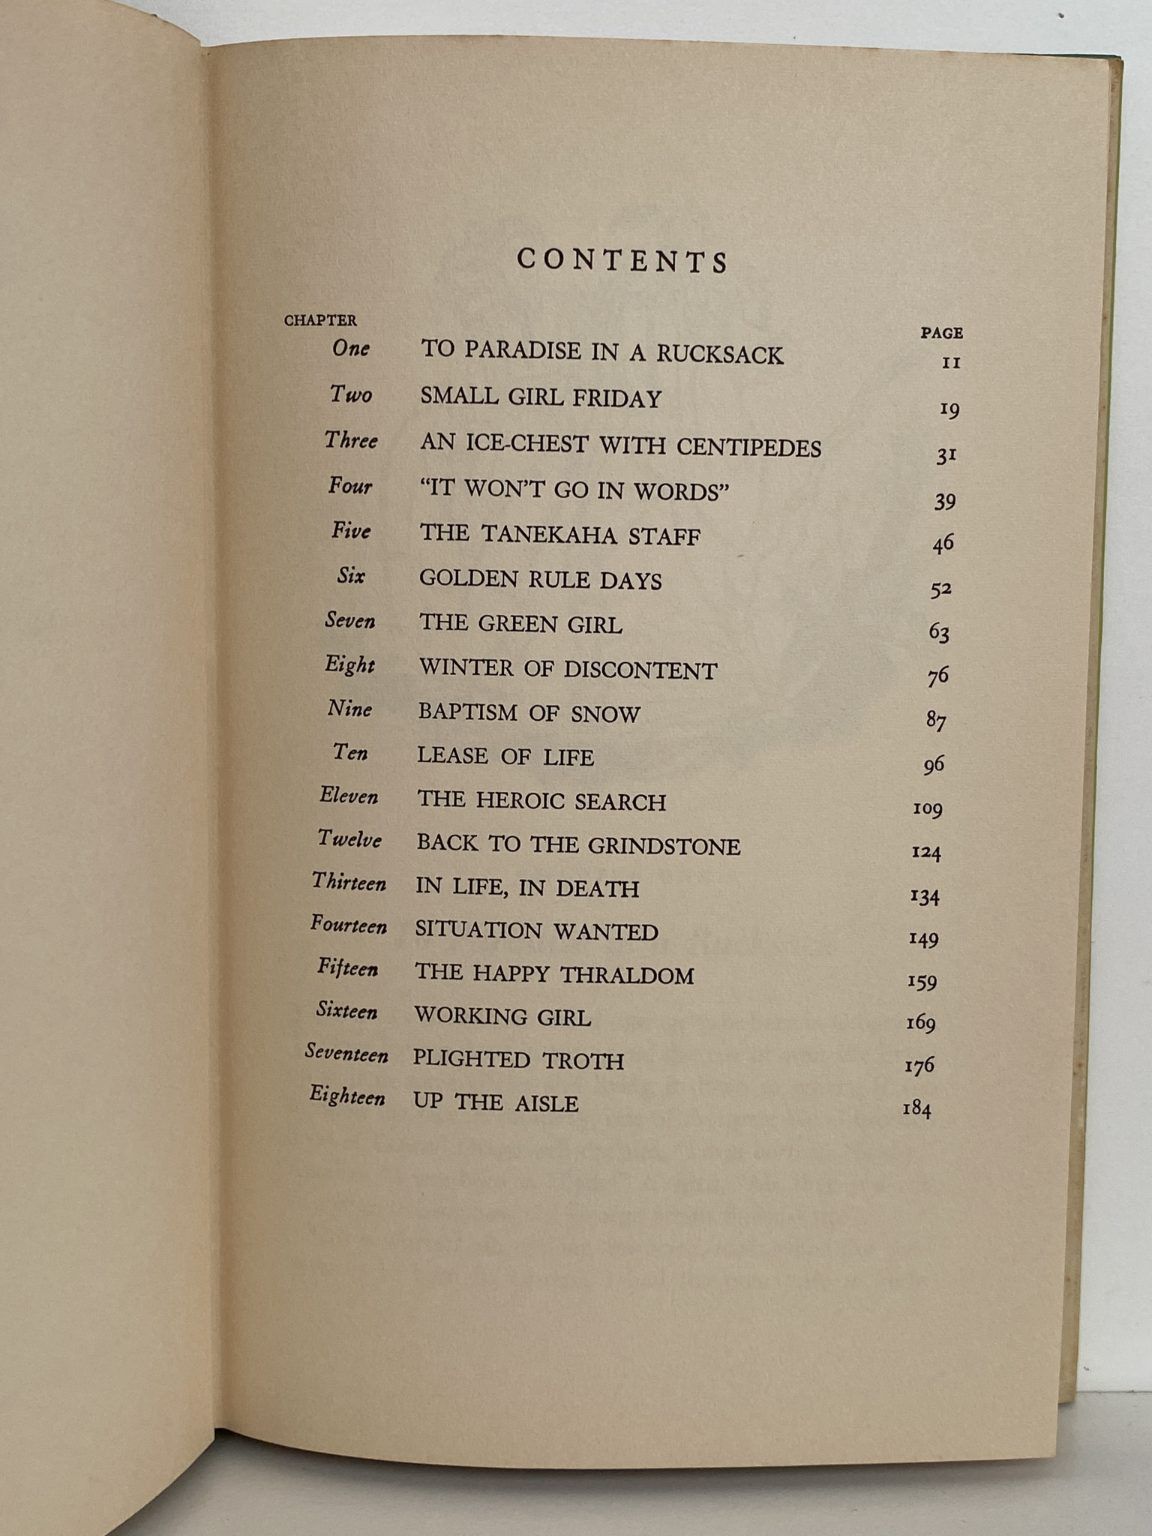 CONTENTS
CHAPTER PAGE
One TO PARADISE IN A RUCKSACK 11
Two SMALL GIRL FRIDAY 19
Three AN ICE-CHEST WITH CENTIPEDES 31
Four “IT WON’T GO IN WORDS” 39
Five THE TANEKAHA STAFF 46
Six GOLDEN RULE DAYS 52
Seven THE GREEN GIRL 63
Eight WINTER OF DISCONTENT 76
Nine BAPTISM OF SNOW 87
Ten LEASE OF LIFE 96
Eleven THE HEROIC SEARCH 109
Twelve BACK TO THE GRINDSTONE 124
Thirteen IN LIFE, IN DEATH 134
Fourteen SITUATION WANTED 149
Fifteen THE HAPPY THRALDOM 159
Sixteen WORKING GIRL 169
Seventeen PLIGHTED TROTH 176
Eighteen UP THE AISLE 184